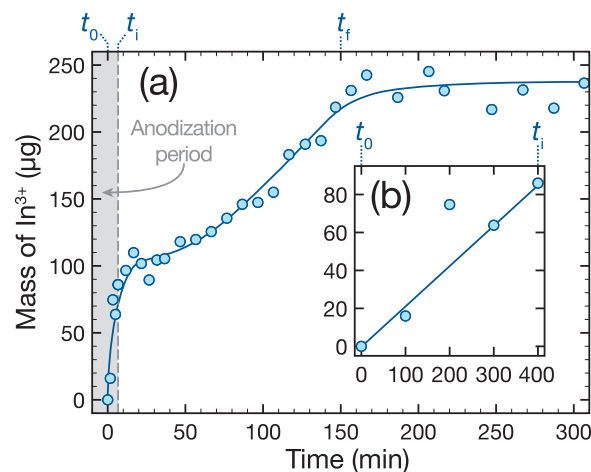 t₀ tᵢ t_f
(a)
Anodization
period
Mass of In³⁺ (µg)
250
200
150
100
50
0
0 50 100 150 200 250 300
Time (min)
t₀ tᵢ
(b)
80
60
40
20
0
0 100 200 300 400